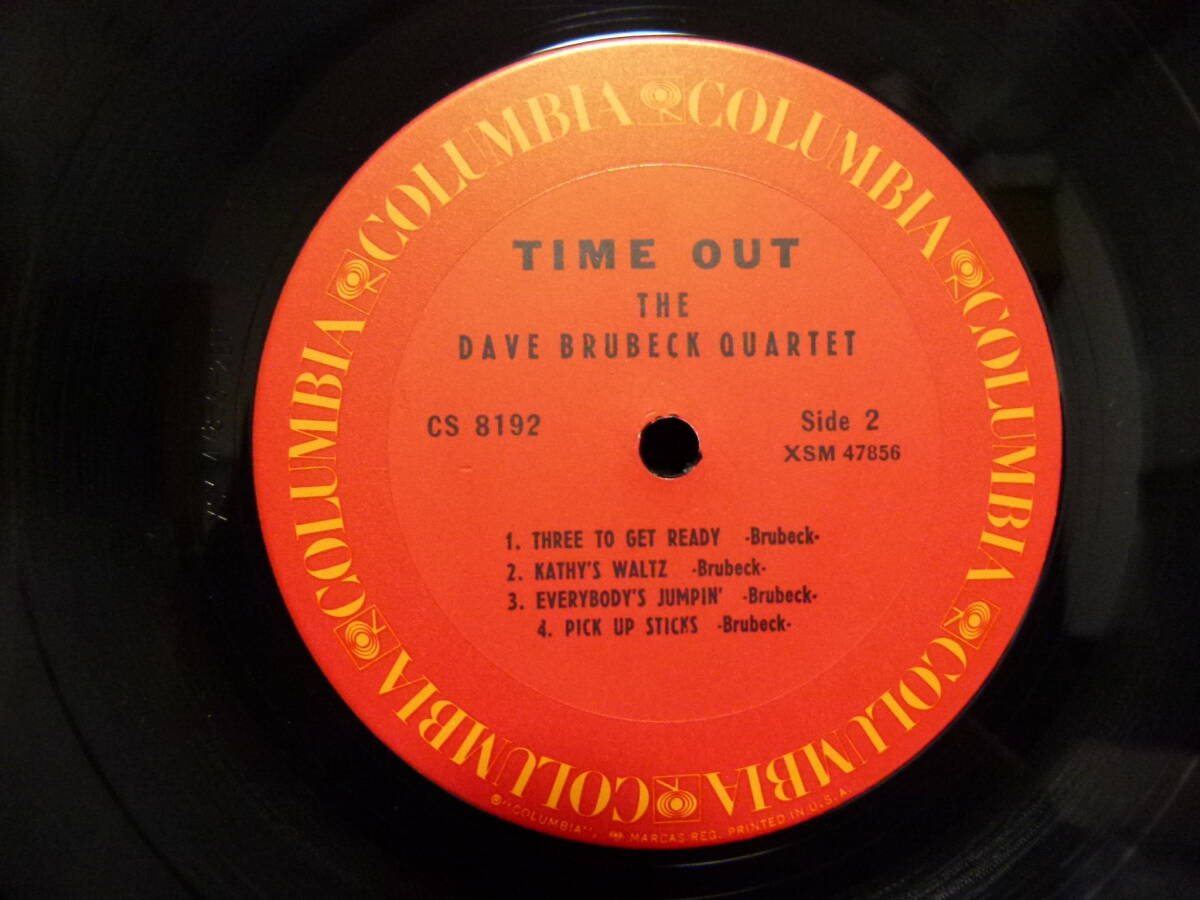 COLUMBIA COLUMBIA COLUMBIA COLUMBIA COLUMBIA COLUMBIA
TIME OUT
THE
DAVE BRUBECK QUARTET
CS 8192
Side 2
XSM 47856
1. THREE TO GET READY -Brubeck-
2. KATHY'S WALTZ -Brubeck-
3. EVERYBODY'S JUMPIN' -Brubeck-
4. PICK UP STICKS -Brubeck-
® "COLUMBIA", MARCAS REG. PRINTED IN U.S.A.